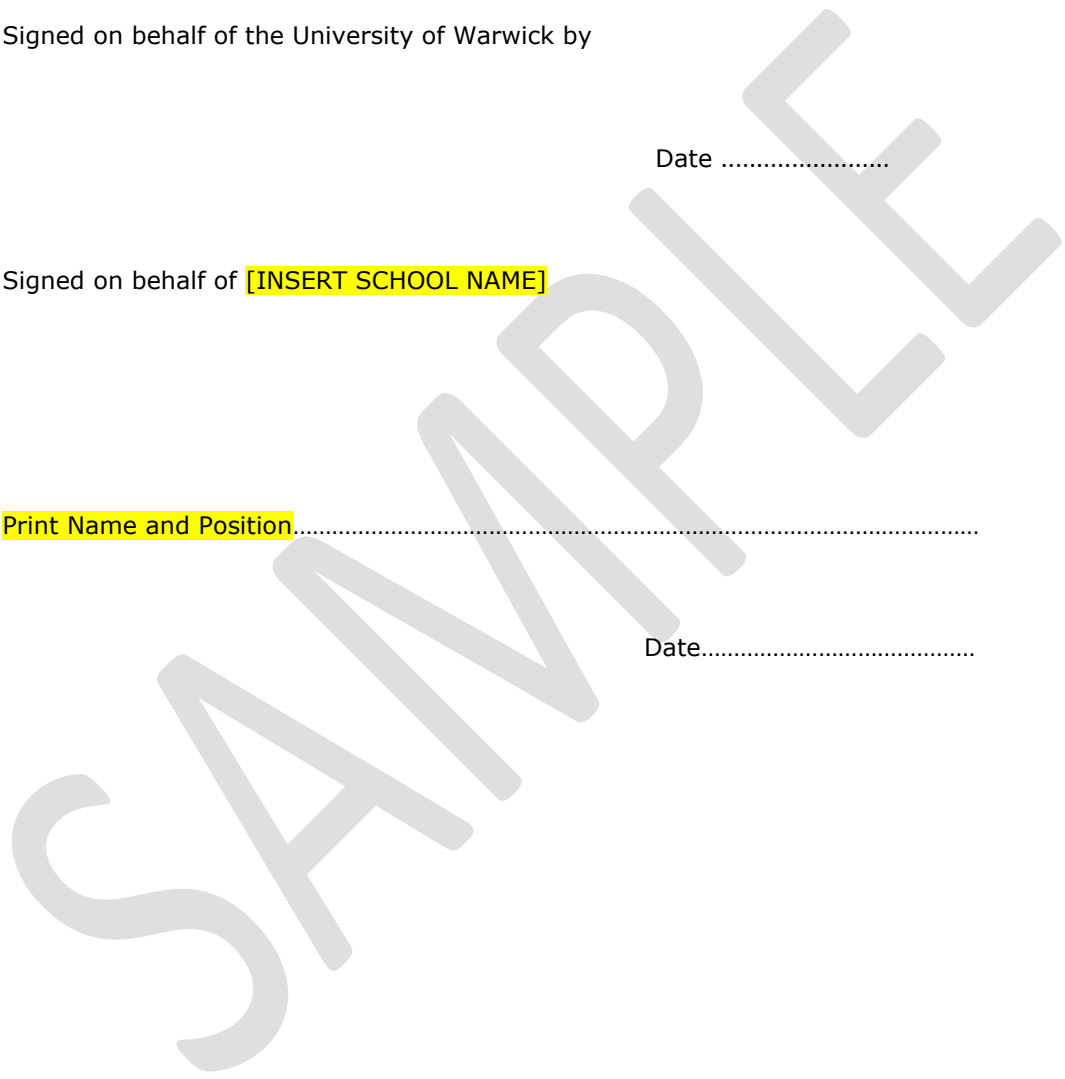 Signed on behalf of the University of Warwick by
Date ........................
Signed on behalf of [INSERT SCHOOL NAME]
Print Name and Position……………………………………………………………………………………………
Date……………………………………
SAMPLE